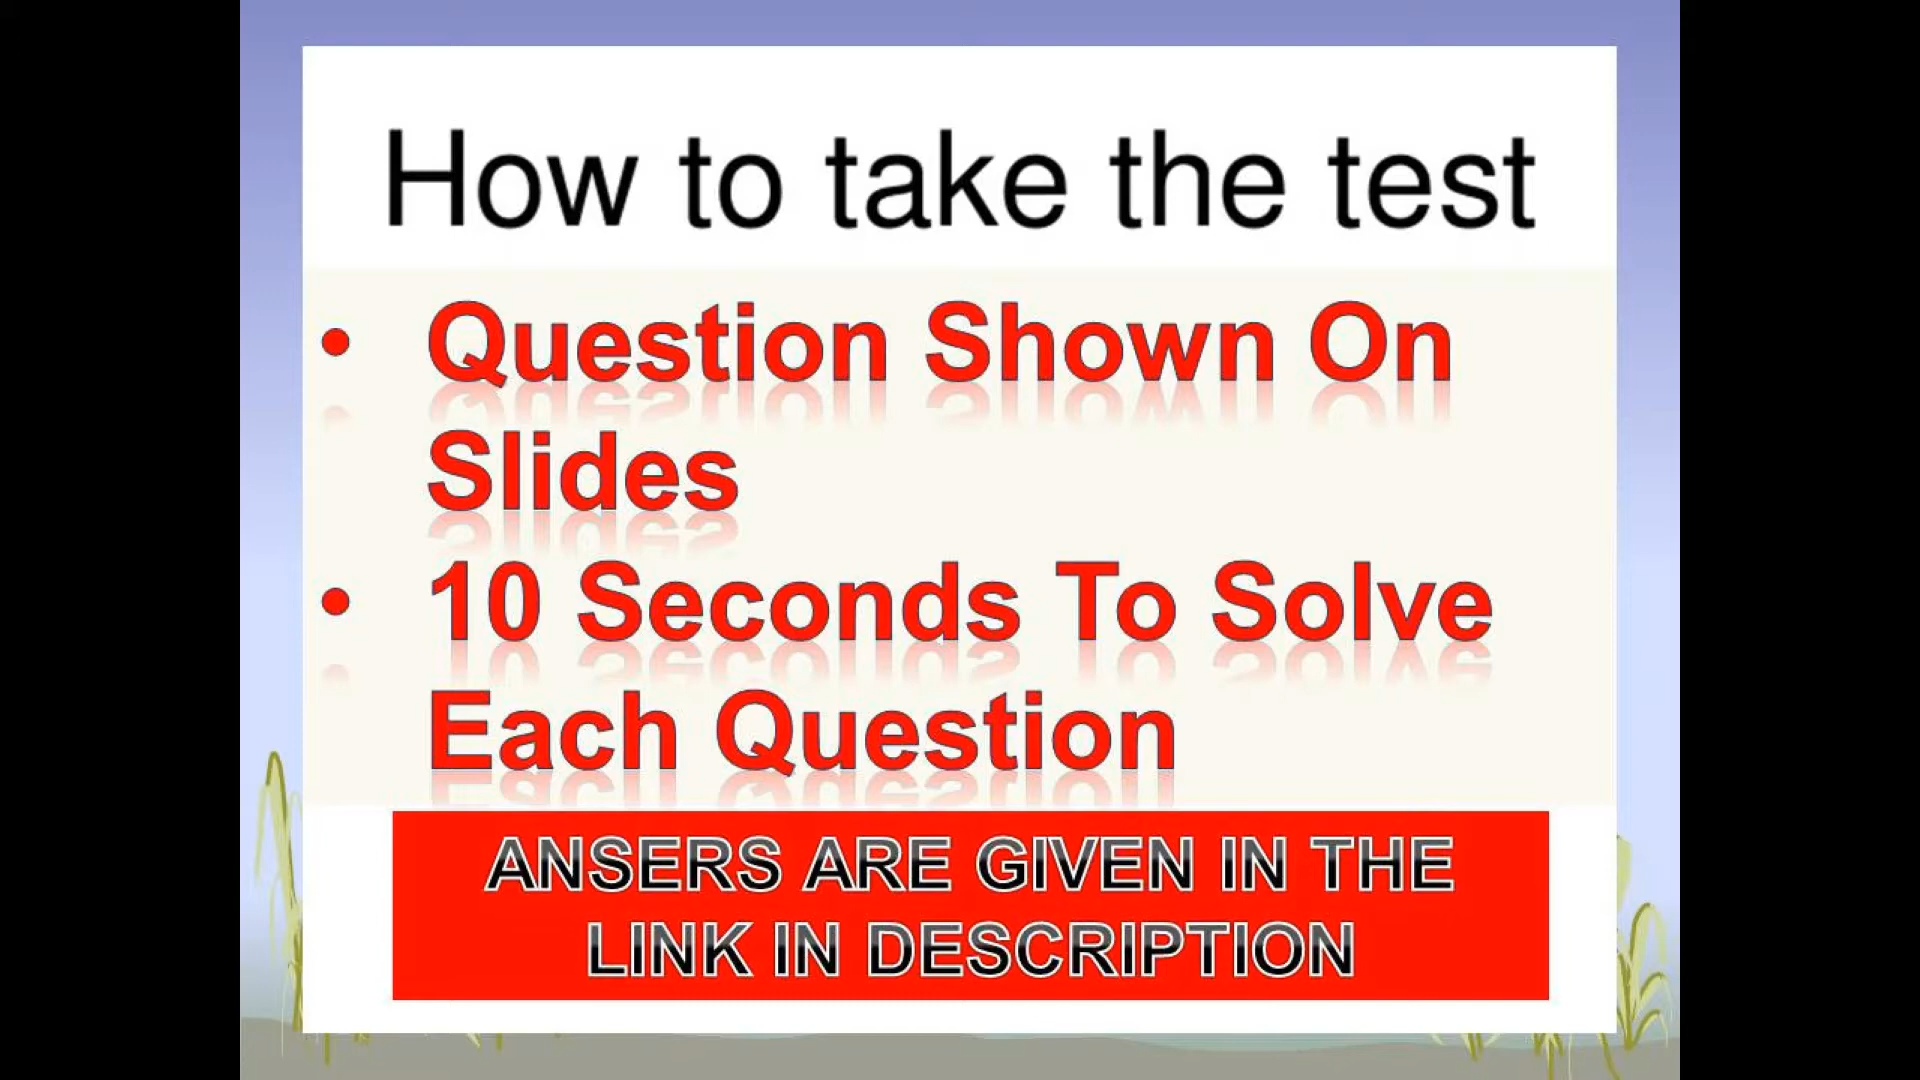 How to take the test
• Question Shown On
Slides
• 10 Seconds To Solve
Each Question
ANSERS ARE GIVEN IN THE
LINK IN DESCRIPTION